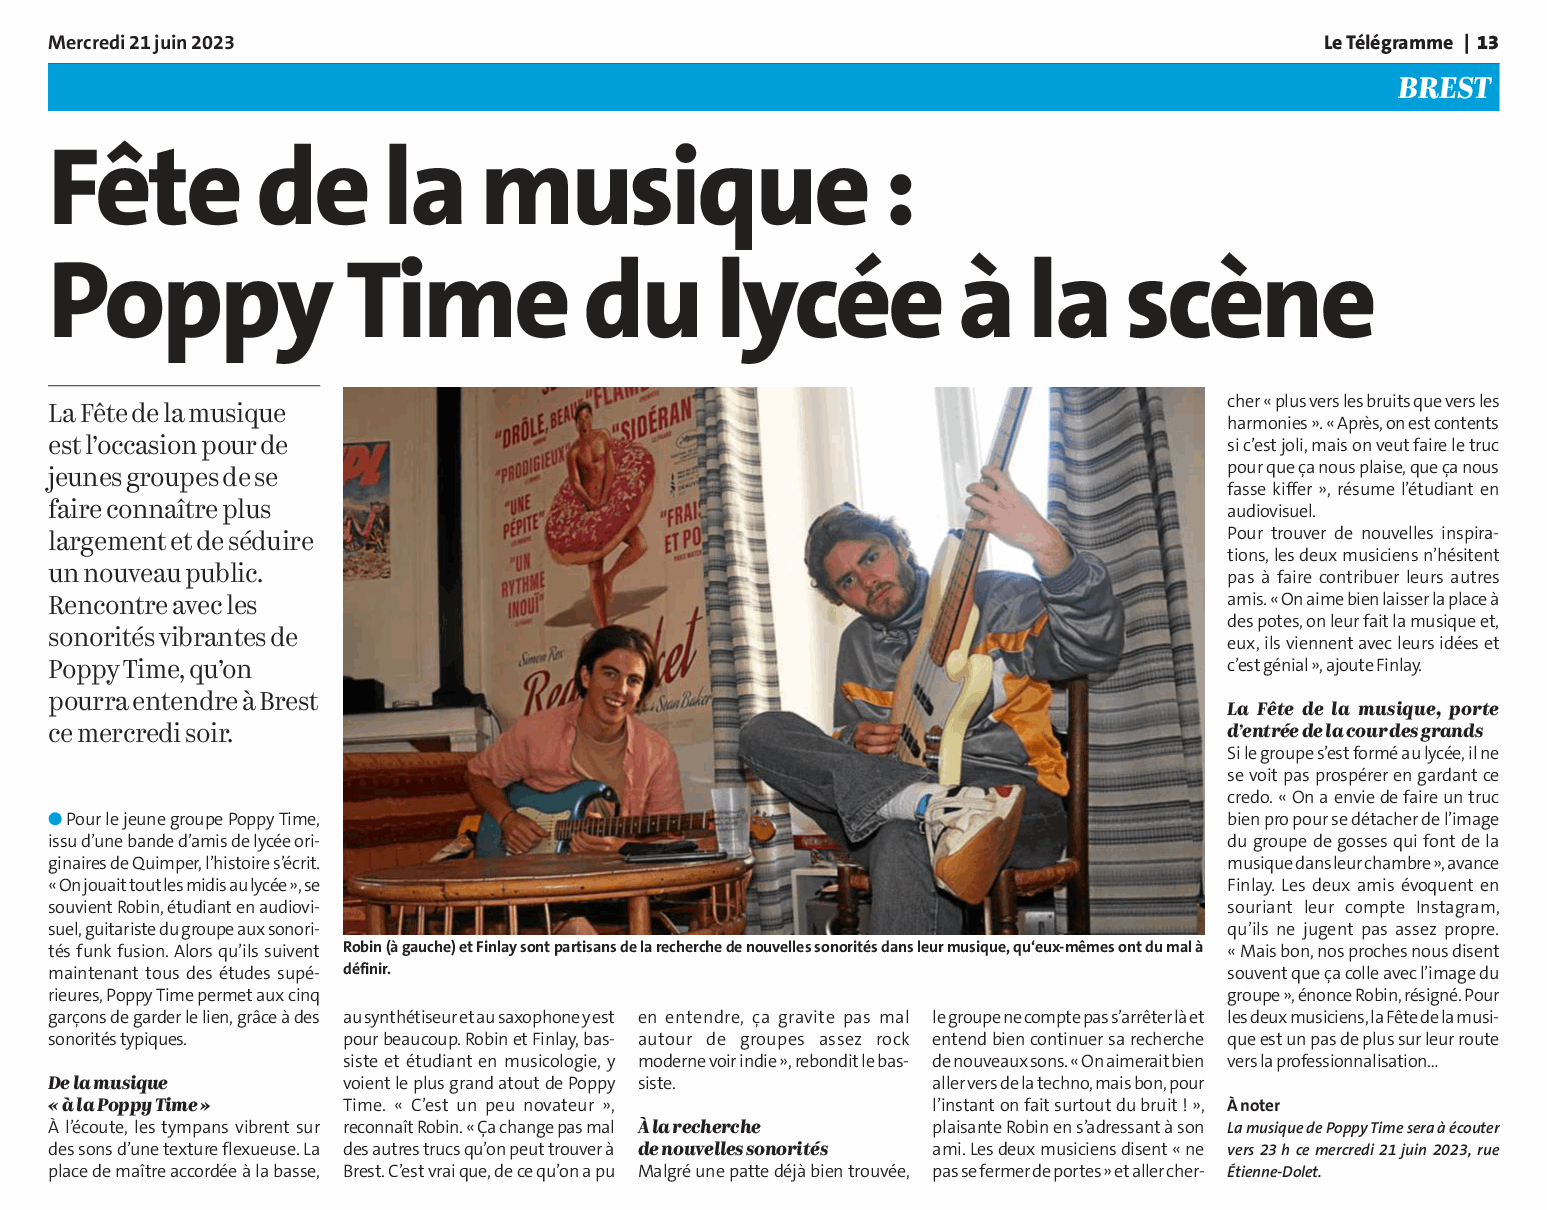 Mercredi 21 juin 2023
Le Télégramme | 13
BREST
Fête de la musique :
Poppy Time du lycée à la scène
La Fête de la musique
est l’occasion pour de
jeunes groupes de se
faire connaître plus
largement et de séduire
un nouveau public.
Rencontre avec les
sonorités vibrantes de
Poppy Time, qu’on
pourra entendre à Brest
ce mercredi soir.
● Pour le jeune groupe Poppy Time,
issu d’une bande d’amis de lycée ori-
ginaires de Quimper, l’histoire s’écrit.
« On jouait tout les midis au lycée », se
souvient Robin, étudiant en audiovi-
suel, guitariste du groupe aux sonori-
tés funk fusion. Alors qu’ils suivent
maintenant tous des études supé-
rieures, Poppy Time permet aux cinq
garçons de garder le lien, grâce à des
sonorités typiques.
De la musique
« à la Poppy Time »
À l’écoute, les tympans vibrent sur
des sons d’une texture flexueuse. La
place de maître accordée à la basse,
“DRÔLE, BEAU
“FLAM
“SIDÉRAN
“PRODIGIEUX
“UNE
PÉPITE”
“UN
RYTHME
INOUÏ”
“FRAIS
ET PO
PARIS MATCH
Simon Rex
Red
ket
Sean Baker
Robin (à gauche) et Finlay sont partisans de la recherche de nouvelles sonorités dans leur musique, qu‘eux-mêmes ont du mal à
définir.
au synthétiseur et au saxophone y est
pour beaucoup. Robin et Finlay, bas-
siste et étudiant en musicologie, y
voient le plus grand atout de Poppy
Time. « C’est un peu novateur »,
reconnaît Robin. « Ça change pas mal
des autres trucs qu’on peut trouver à
Brest. C’est vrai que, de ce qu’on a pu
en entendre, ça gravite pas mal
autour de groupes assez rock
moderne voir indie », rebondit le bas-
siste.
À la recherche
de nouvelles sonorités
Malgré une patte déjà bien trouvée,
le groupe ne compte pas s’arrêter là et
entend bien continuer sa recherche
de nouveaux sons. « On aimerait bien
aller vers de la techno, mais bon, pour
l’instant on fait surtout du bruit ! »,
plaisante Robin en s’adressant à son
ami. Les deux musiciens disent « ne
pas se fermer de portes » et aller cher-
cher « plus vers les bruits que vers les
harmonies ». « Après, on est contents
si c’est joli, mais on veut faire le truc
pour que ça nous plaise, que ça nous
fasse kiffer », résume l’étudiant en
audiovisuel.
Pour trouver de nouvelles inspira-
tions, les deux musiciens n’hésitent
pas à faire contribuer leurs autres
amis. « On aime bien laisser la place à
des potes, on leur fait la musique et,
eux, ils viennent avec leurs idées et
c’est génial », ajoute Finlay.
La Fête de la musique, porte
d’entrée de la cour des grands
Si le groupe s’est formé au lycée, il ne
se voit pas prospérer en gardant ce
credo. « On a envie de faire un truc
bien pro pour se détacher de l’image
du groupe de gosses qui font de la
musique dans leur chambre », avance
Finlay. Les deux amis évoquent en
souriant leur compte Instagram,
qu’ils ne jugent pas assez propre.
« Mais bon, nos proches nous disent
souvent que ça colle avec l’image du
groupe », énonce Robin, résigné. Pour
les deux musiciens, la Fête de la musi-
que est un pas de plus sur leur route
vers la professionnalisation...
À noter
La musique de Poppy Time sera à écouter
vers 23 h ce mercredi 21 juin 2023, rue
Étienne-Dolet.